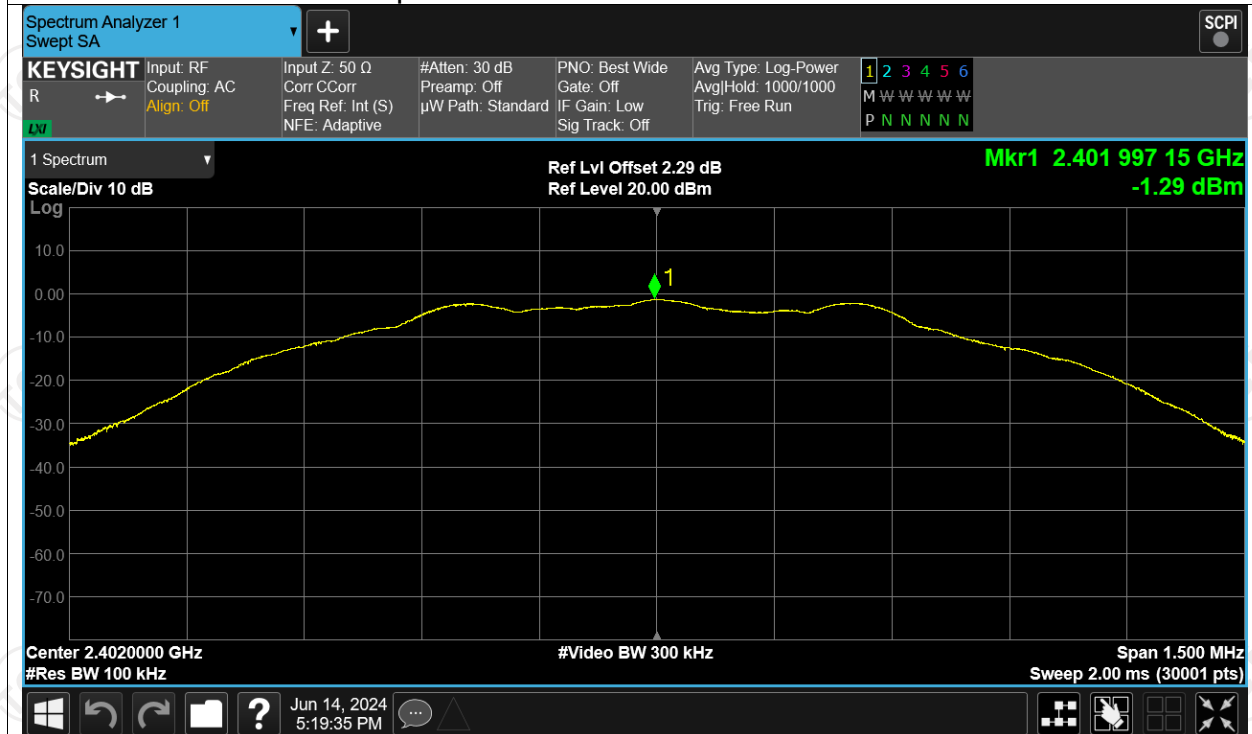 Spectrum Analyzer 1
Swept SA
▼
+
SCPI
KEYSIGHT
R
LXI
Input: RF
Coupling: AC
Align: Off
Input Z: 50 Ω
Corr CCorr
Freq Ref: Int (S)
NFE: Adaptive
#Atten: 30 dB
Preamp: Off
µW Path: Standard
PNO: Best Wide
Gate: Off
IF Gain: Low
Sig Track: Off
Avg Type: Log-Power
Avg|Hold: 1000/1000
Trig: Free Run
1 2 3 4 5 6
M W W W W W
P N N N N N
1 Spectrum ▼
Scale/Div 10 dB
Log
Ref Lvl Offset 2.29 dB
Ref Level 20.00 dBm
Mkr1 2.401 997 15 GHz
-1.29 dBm
1
10.0
0.00
-10.0
-20.0
-30.0
-40.0
-50.0
-60.0
-70.0
Center 2.4020000 GHz
#Res BW 100 kHz
#Video BW 300 kHz
Span 1.500 MHz
Sweep 2.00 ms (30001 pts)
?
Jun 14, 2024
5:19:35 PM